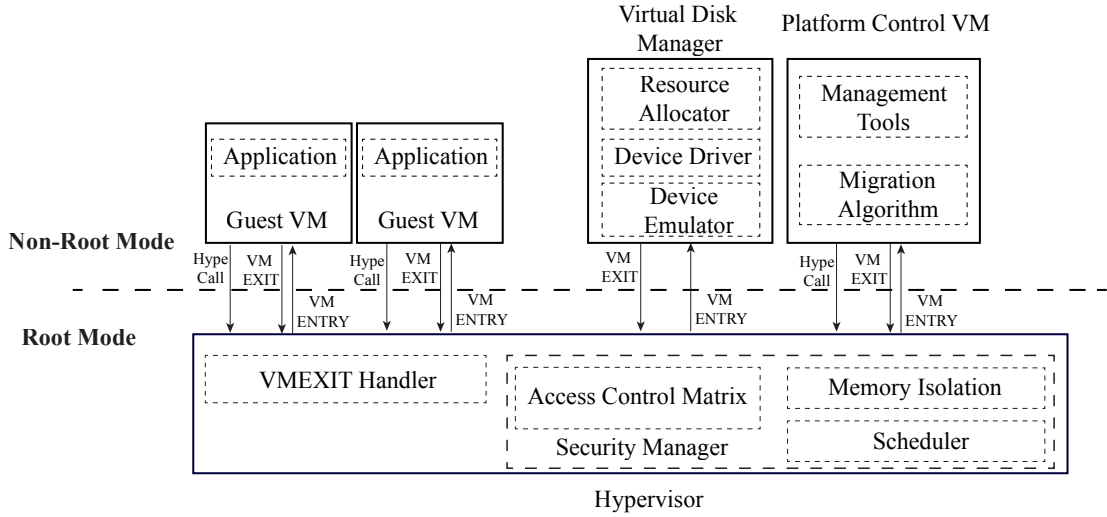 Virtual Disk
Manager
Platform Control VM
Resource
Allocator
Device Driver
Device
Emulator
Management
Tools
Migration
Algorithm
Application
Guest VM
Application
Guest VM
Non-Root Mode
Hype
Call
VM
EXIT
VM
ENTRY
Hype
Call
VM
EXIT
VM
ENTRY
VM
EXIT
VM
ENTRY
Hype
Call
VM
EXIT
VM
ENTRY
Root Mode
VMEXIT Handler
Access Control Matrix
Security Manager
Memory Isolation
Scheduler
Hypervisor